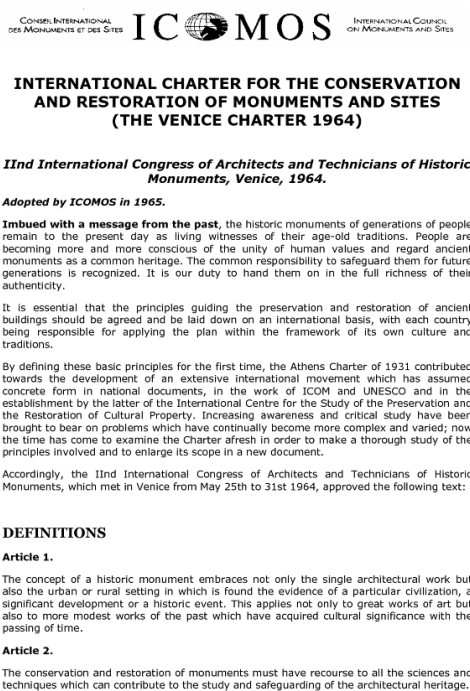 CONSEIL INTERNATIONAL
DES MONUMENTS ET DES SITES
ICOMOS
INTERNATIONAL COUNCIL
ON MONUMENTS AND SITES
INTERNATIONAL CHARTER FOR THE CONSERVATION
AND RESTORATION OF MONUMENTS AND SITES
(THE VENICE CHARTER 1964)
IInd International Congress of Architects and Technicians of Historic
Monuments, Venice, 1964.
Adopted by ICOMOS in 1965.
Imbued with a message from the past, the historic monuments of generations of people
remain to the present day as living witnesses of their age-old traditions. People are
becoming more and more conscious of the unity of human values and regard ancient
monuments as a common heritage. The common responsibility to safeguard them for future
generations is recognized. It is our duty to hand them on in the full richness of their
authenticity.
It is essential that the principles guiding the preservation and restoration of ancient
buildings should be agreed and be laid down on an international basis, with each country
being responsible for applying the plan within the framework of its own culture and
traditions.
By defining these basic principles for the first time, the Athens Charter of 1931 contributed
towards the development of an extensive international movement which has assumed
concrete form in national documents, in the work of ICOM and UNESCO and in the
establishment by the latter of the International Centre for the Study of the Preservation and
the Restoration of Cultural Property. Increasing awareness and critical study have been
brought to bear on problems which have continually become more complex and varied; now
the time has come to examine the Charter afresh in order to make a thorough study of the
principles involved and to enlarge its scope in a new document.
Accordingly, the IInd International Congress of Architects and Technicians of Historic
Monuments, which met in Venice from May 25th to 31st 1964, approved the following text:
DEFINITIONS
Article 1.
The concept of a historic monument embraces not only the single architectural work but
also the urban or rural setting in which is found the evidence of a particular civilization, a
significant development or a historic event. This applies not only to great works of art but
also to more modest works of the past which have acquired cultural significance with the
passing of time.
Article 2.
The conservation and restoration of monuments must have recourse to all the sciences and
techniques which can contribute to the study and safeguarding of the architectural heritage.